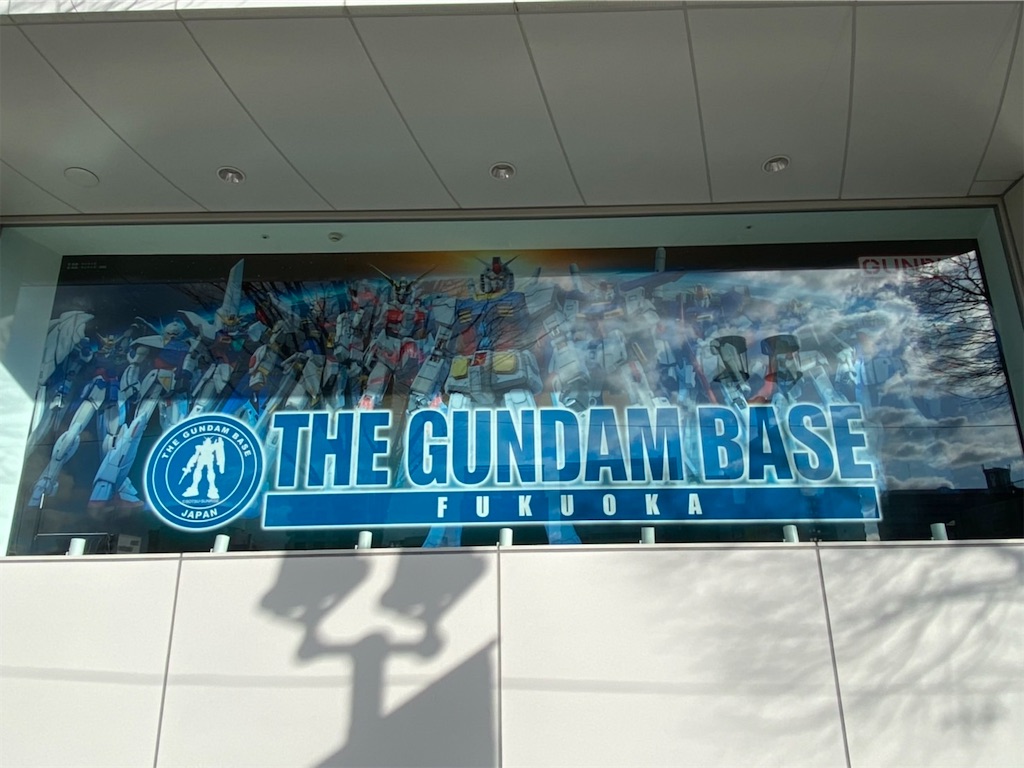 THE GUNDAM BASE
FUKUOKA
THE GUNDAM BASE
JAPAN